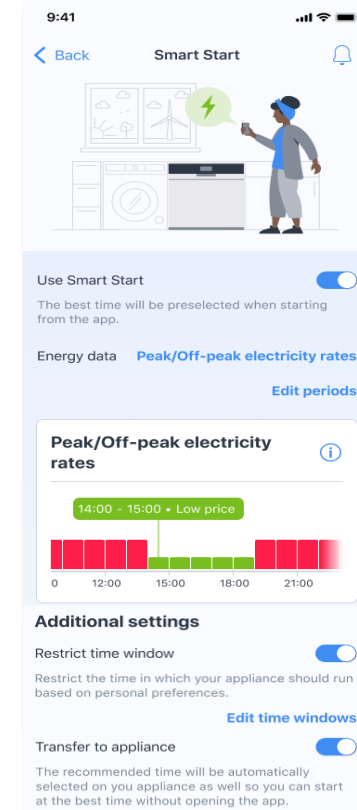 9:41
Back
Smart Start
Use Smart Start
The best time will be preselected when starting
from the app.
Energy data Peak/Off-peak electricity rates
Edit periods
Peak/Off-peak electricity
rates
14:00 - 15:00 • Low price
0 12:00 15:00 18:00 21:00
Additional settings
Restrict time window
Restrict the time in which your appliance should run
based on personal preferences.
Edit time windows
Transfer to appliance
The recommended time will be automatically
selected on you appliance as well so you can start
at the best time without opening the app.